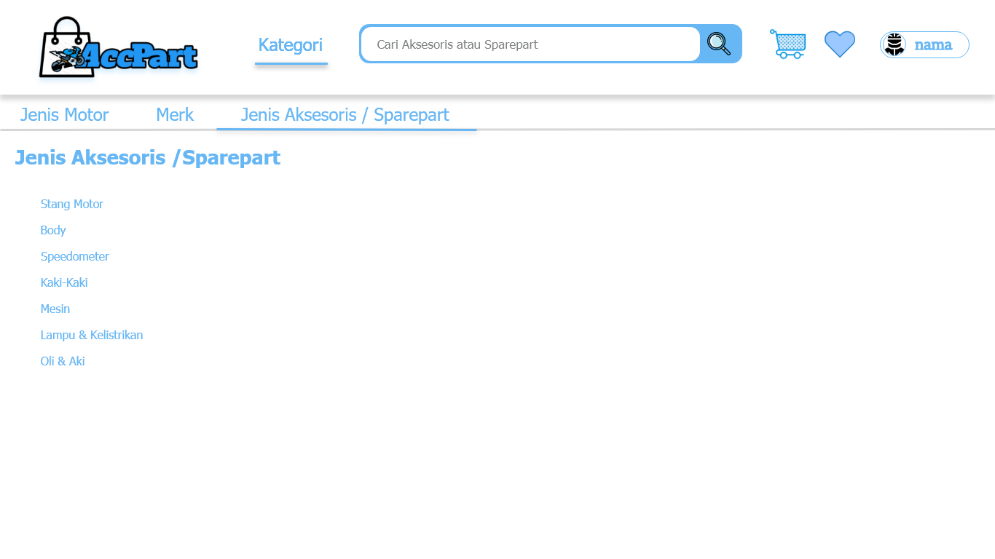 AccPart
Kategori
Cari Aksesoris atau Sparepart
nama
Jenis Motor
Merk
Jenis Aksesoris / Sparepart
Jenis Aksesoris /Sparepart
Stang Motor
Body
Speedometer
Kaki-Kaki
Mesin
Lampu & Kelistrikan
Oli & Aki